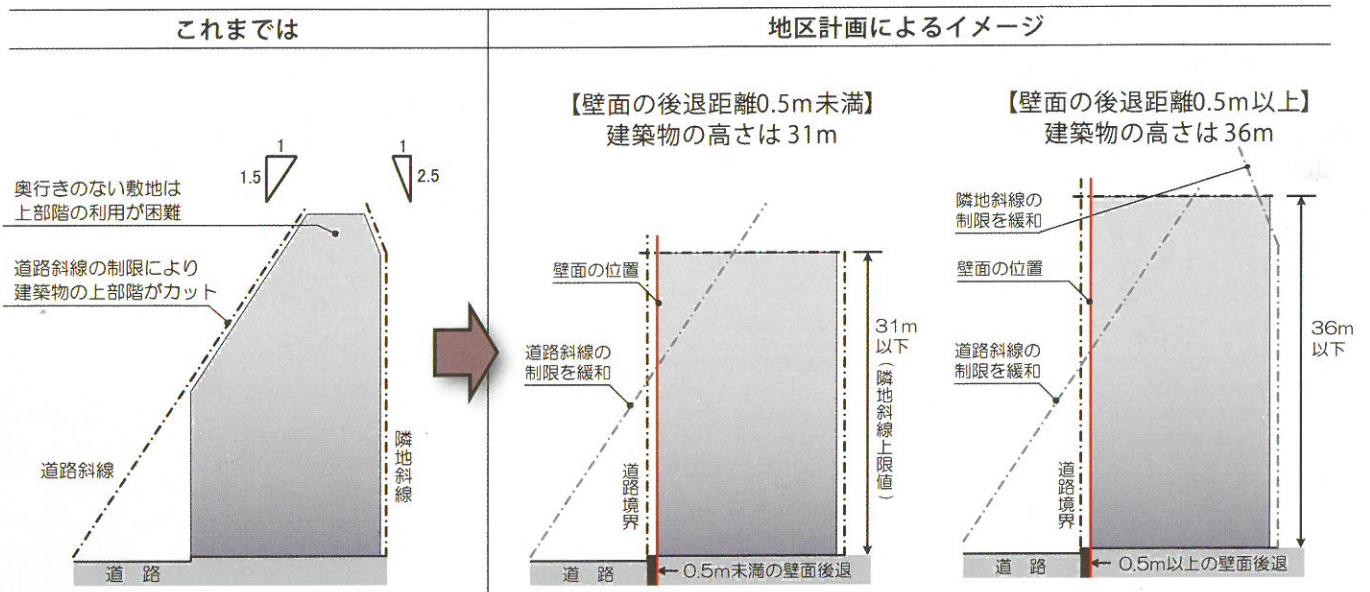 これまでは
地区計画によるイメージ
1
1.5
1
2.5
奥行きのない敷地は
上部階の利用が困難
道路斜線の制限により
建築物の上部階がカット
道路斜線
隣地斜線
道 路
【壁面の後退距離0.5m未満】
建築物の高さは 31m
壁面の位置
道路斜線の
制限を緩和
道路境界
31m
以下(隣地斜線上限値)
道 路
0.5m未満の壁面後退
【壁面の後退距離0.5m以上】
建築物の高さは 36m
隣地斜線の
制限を緩和
壁面の位置
道路斜線の
制限を緩和
道路境界
36m
以下
道 路
0.5m以上の壁面後退